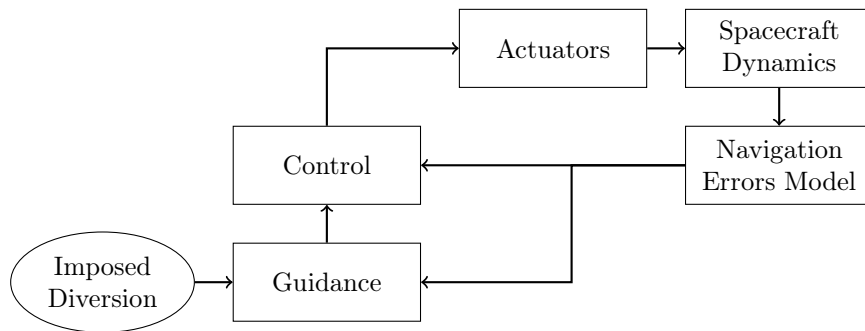 Actuators
Spacecraft
Dynamics
Control
Navigation
Errors Model
Imposed
Diversion
Guidance